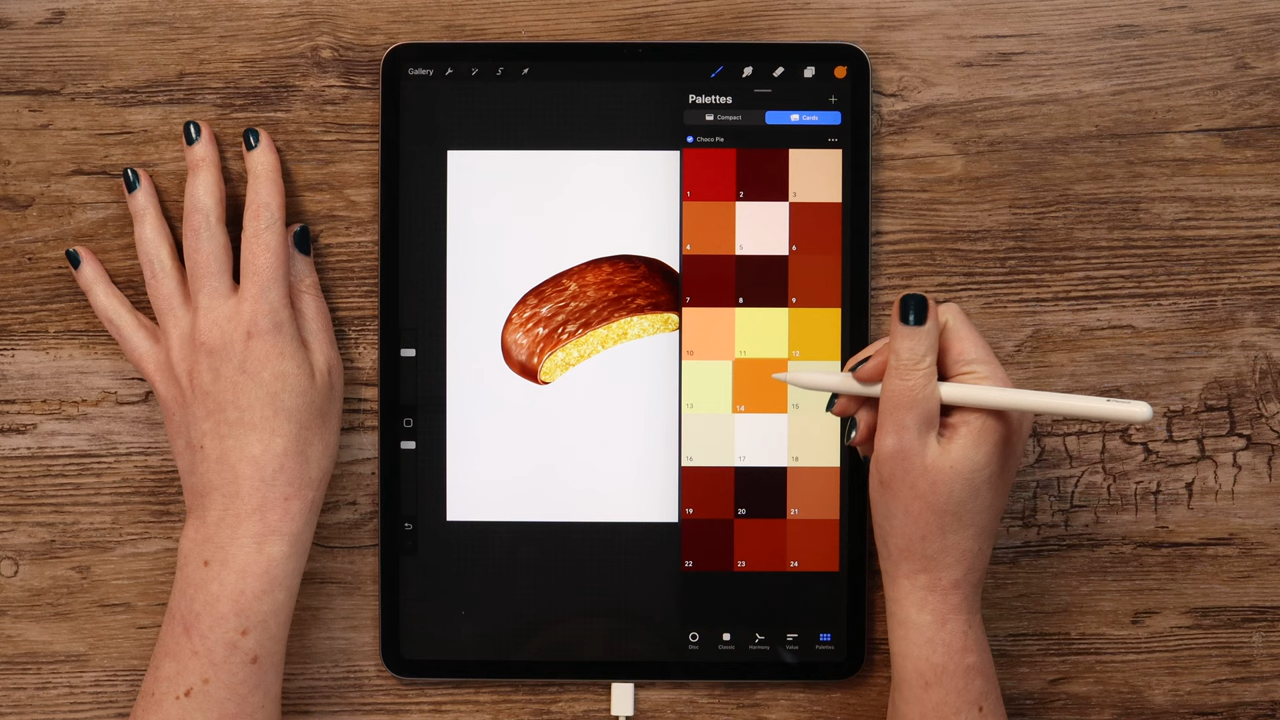 Gallery
Palettes
Compact
Cards
Choco Pie
1 2 3
4 5 6
7 8 9
10 11 12
13 14 15
16 17 18
19 20 21
22 23 24
Disc Classic Harmony Value Palettes